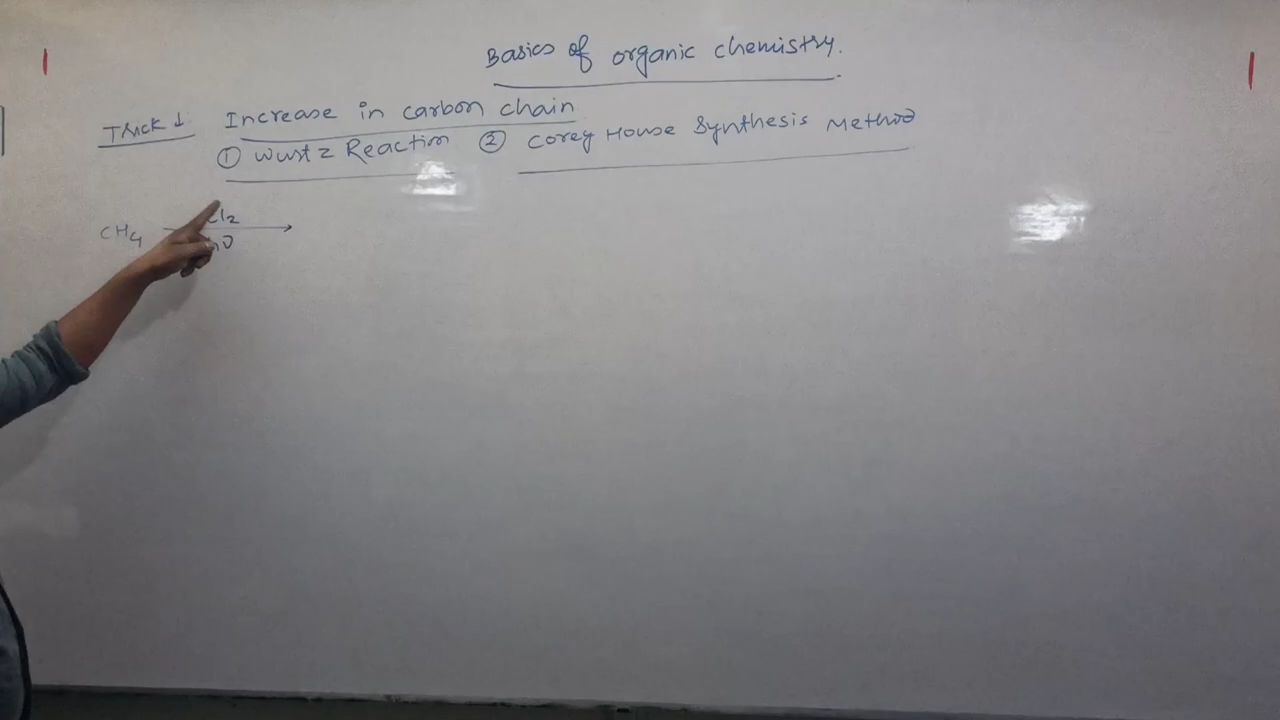 Basics of organic chemistry.
Trick ↓ Increase in carbon chain
① Wurtz Reaction ② Corey House Synthesis Method
CH4 Cl2